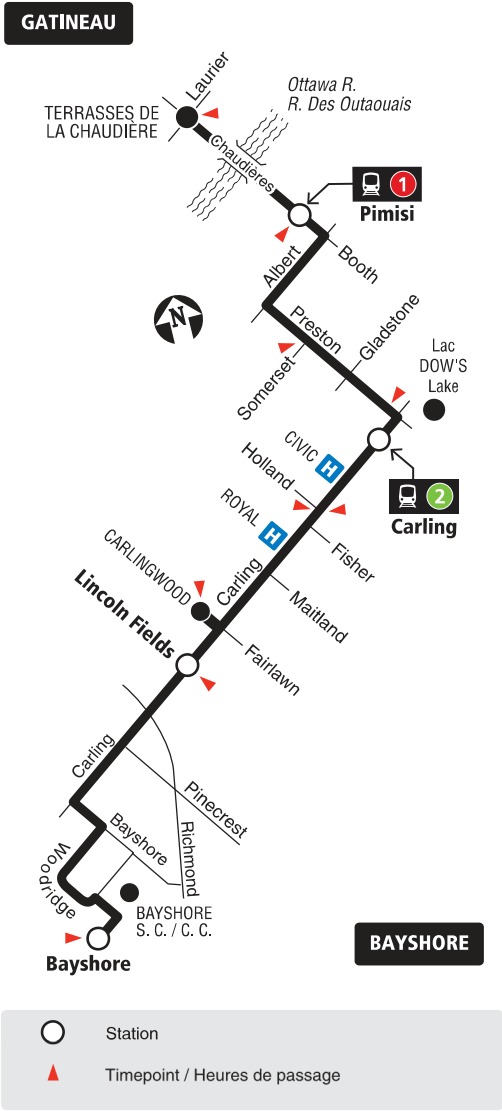 GATINEAU
Laurier
Ottawa R.
R. Des Outaouais
TERRASSES DE
LA CHAUDIÈRE
Chaudières
1
Pimisi
Booth
Albert
N
Preston
Gladstone
Somerset
Lac
DOW'S
Lake
CIVIC
H
Holland
2
Carling
ROYAL
H
Fisher
CARLINGWOOD
Carling
Maitland
Lincoln Fields
Fairlawn
Carling
Pinecrest
Bayshore
Richmond
Woodridge
BAYSHORE
S. C. / C. C.
Bayshore
BAYSHORE
Station
Timepoint / Heures de passage